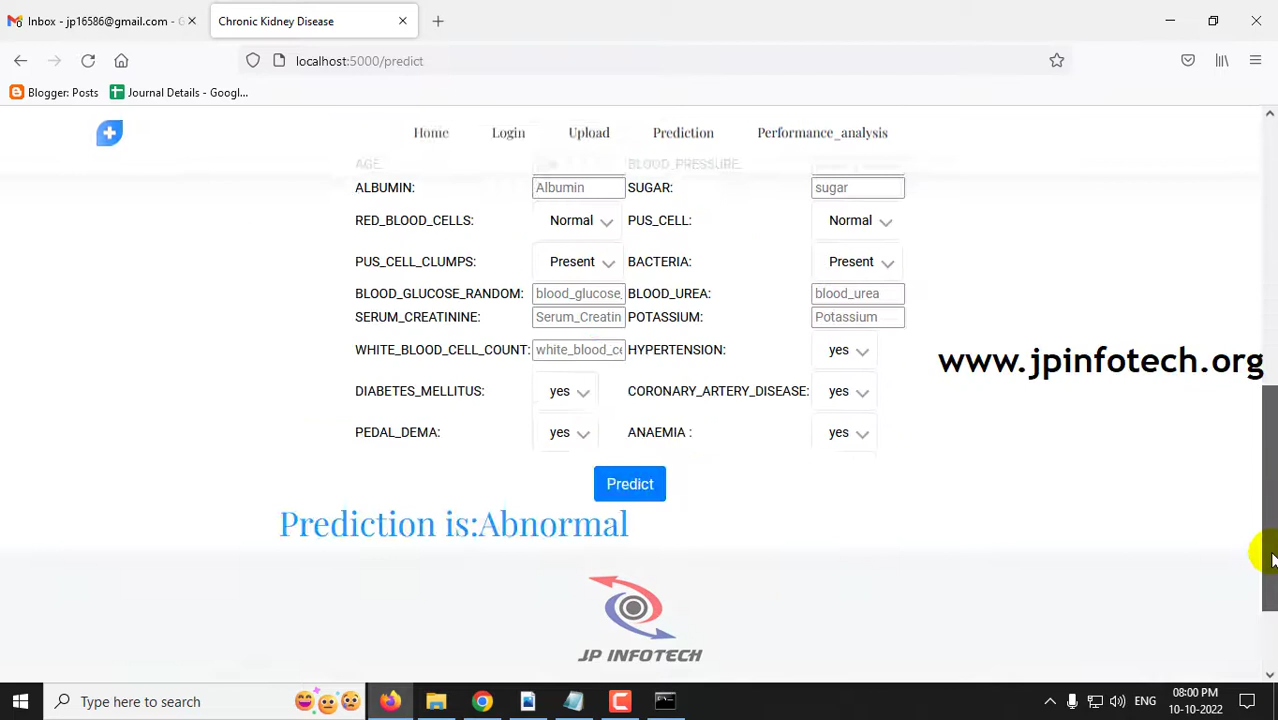 Inbox - jp16586@gmail.com - G
Chronic Kidney Disease
localhost:5000/predict
Blogger: Posts
Journal Details - Googl...
Home Login Upload Prediction Performance_analysis
AGE: BLOOD_PRESSURE:
ALBUMIN: Albumin SUGAR: sugar
RED_BLOOD_CELLS: Normal PUS_CELL: Normal
PUS_CELL_CLUMPS: Present BACTERIA: Present
BLOOD_GLUCOSE_RANDOM: blood_glucose_ BLOOD_UREA: blood_urea
SERUM_CREATININE: Serum_Creatin POTASSIUM: Potassium
WHITE_BLOOD_CELL_COUNT: white_blood_ce HYPERTENSION: yes
www.jpinfotech.org
DIABETES_MELLITUS: yes CORONARY_ARTERY_DISEASE: yes
PEDAL_DEMA: yes ANAEMIA : yes
Predict
Prediction is:Abnormal
JP INFOTECH
Type here to search
ENG
08:00 PM
10-10-2022